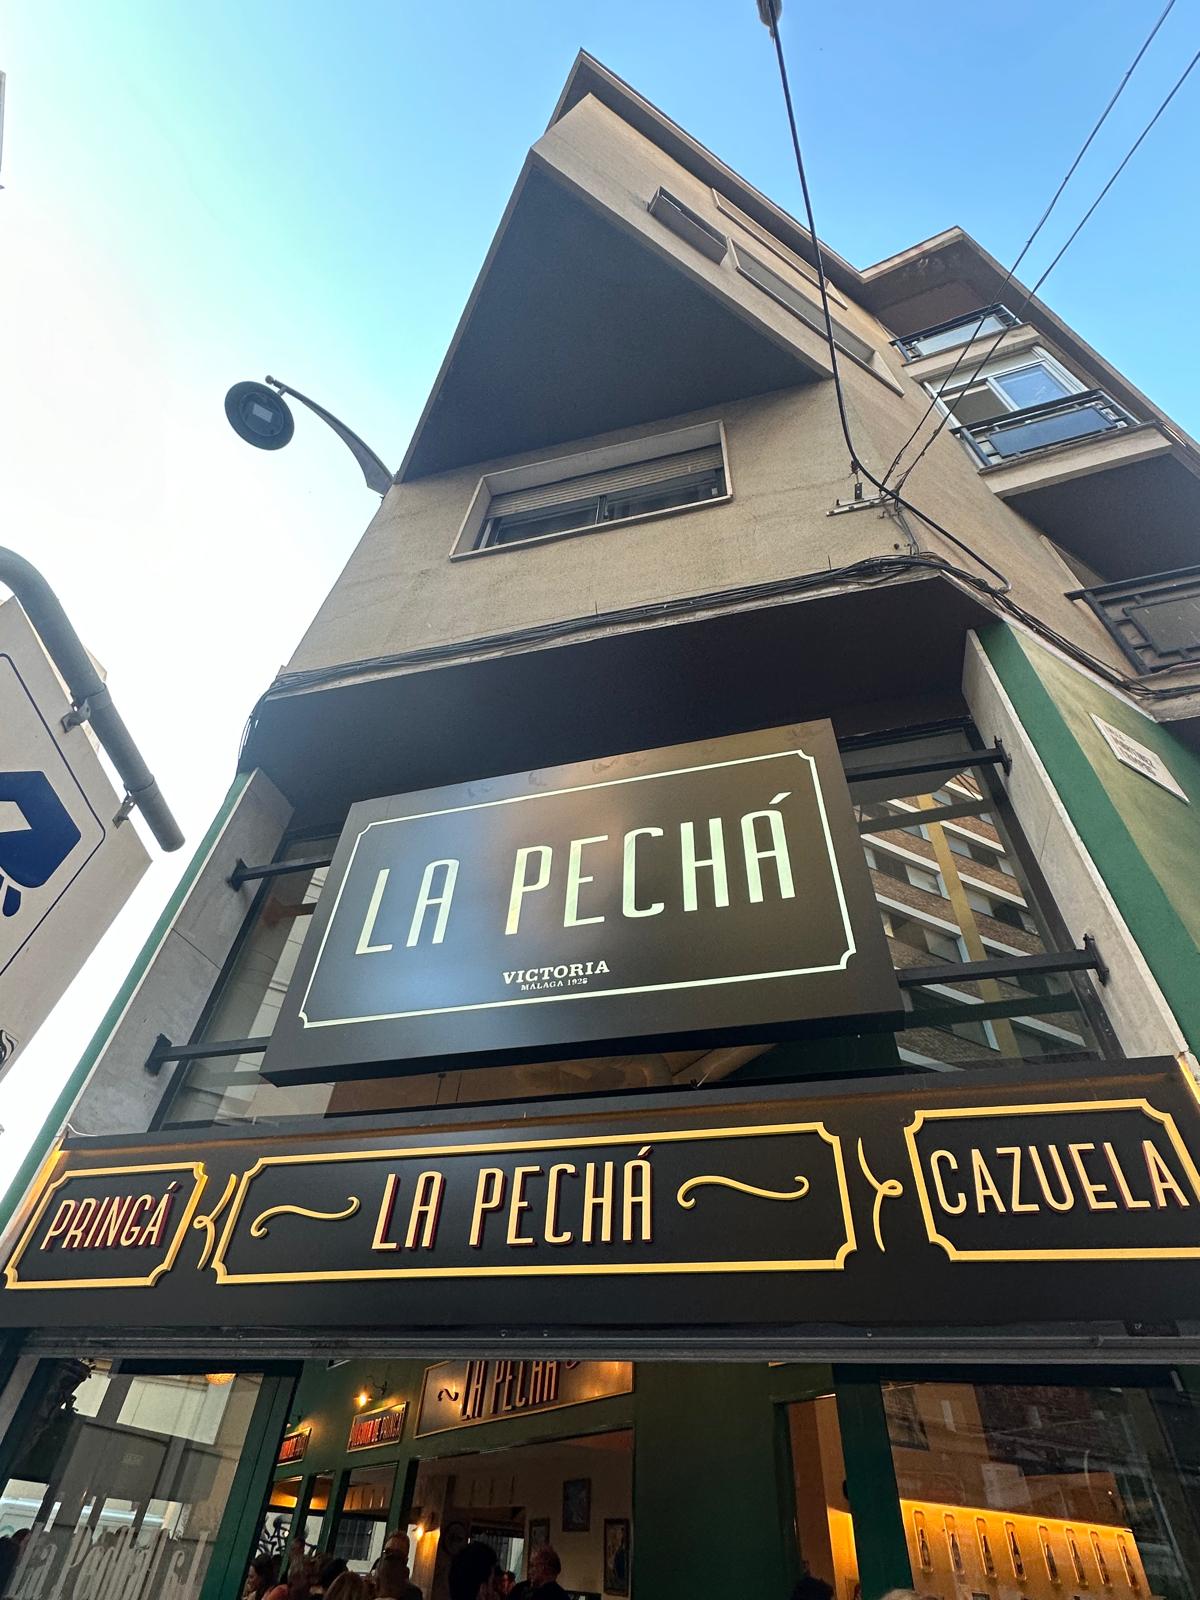 LA PECHÁ
VICTORIA
MÁLAGA 1928
PRINGÁ
LA PECHÁ
CAZUELA
LA PECHÁ